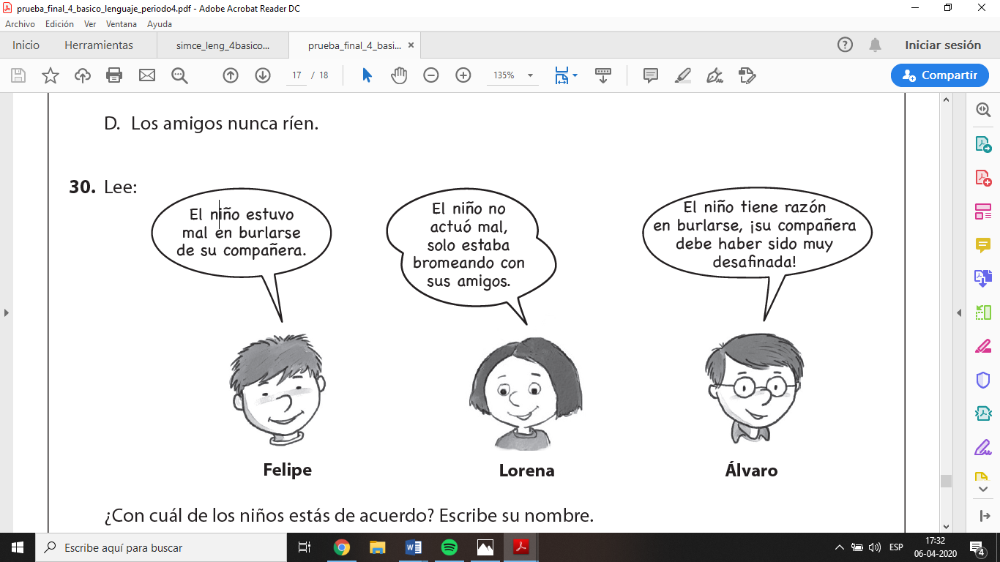 prueba_final_4_basico_lenguaje_periodo4.pdf - Adobe Acrobat Reader DC
Archivo Edición Ver Ventana Ayuda
Inicio Herramientas simce_leng_4basico... prueba_final_4_basi... Iniciar sesión
17 / 18 135% Compartir
D. Los amigos nunca ríen.
30. Lee:
El niño estuvo
mal en burlarse
de su compañera.
El niño no
actuó mal,
solo estaba
bromeando con
sus amigos.
El niño tiene razón
en burlarse, ¡su compañera
debe haber sido muy
desafinada!
Felipe
Lorena
Álvaro
¿Con cuál de los niños estás de acuerdo? Escribe su nombre.
Escribe aquí para buscar
ESP
17:32
06-04-2020
4